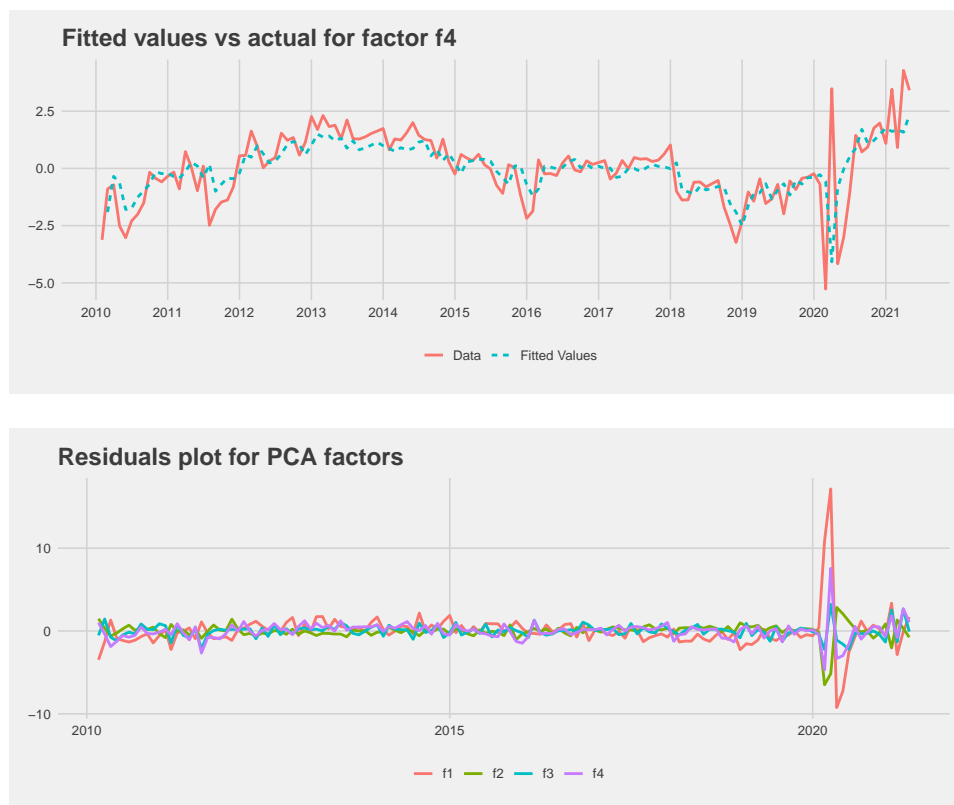 Fitted values vs actual for factor f4
2.5
0.0
−2.5
−5.0
2010 2011 2012 2013 2014 2015 2016 2017 2018 2019 2020 2021
Data Fitted Values
Residuals plot for PCA factors
10
0
−10
2010 2015 2020
f1 f2 f3 f4